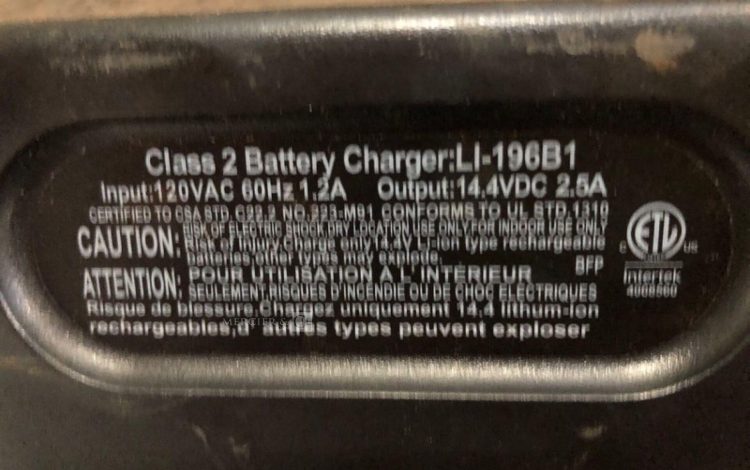 Class 2 Battery Charger:LI-196B1
Input:120VAC 60Hz 1.2A Output:14.4VDC 2.5A
CERTIFIED TO CSA STD. C22.2 NO.223-M91 CONFORMS TO UL STD.1310
CAUTION: RISK OF ELECTRIC SHOCK.DRY LOCATION USE ONLY.FOR INDOOR USE ONLY
Risk of Injury.Charge only14.4V Li-ion type rechargeable
batteries other types may explode.
BFP
ATTENTION: POUR UTILISATION A L' INTERIEUR
SEULEMENT.RISQUES D'INCENDIE OU DE CHOC ELECTRIQUES
Risque de blessure.Chargez uniquement 14.4 lithum-ion
rechargeables,d' autres types peuvent exploser
ETL
C US
Intertek
MERCIER &